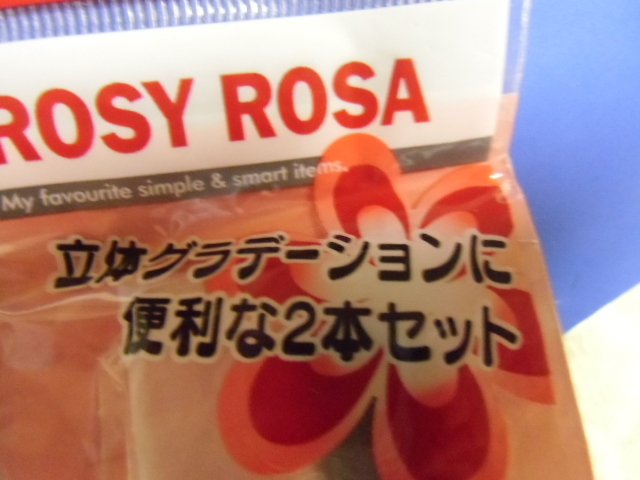 ROSY ROSA
My favourite simple & smart items.
立体グラデーションに
便利な2本セット